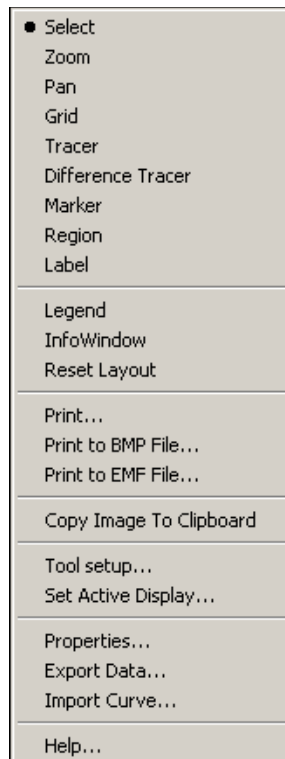 Select
Zoom
Pan
Grid
Tracer
Difference Tracer
Marker
Region
Label
Legend
InfoWindow
Reset Layout
Print...
Print to BMP File...
Print to EMF File...
Copy Image To Clipboard
Tool setup...
Set Active Display...
Properties...
Export Data...
Import Curve...
Help...